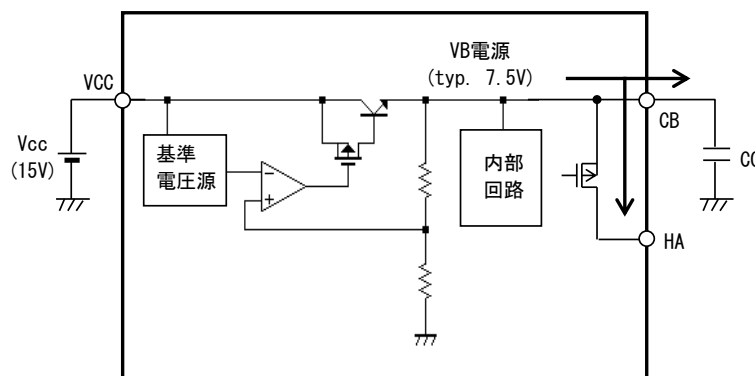 VB電源
(typ. 7.5V)
VCC
CB
Vcc
(15V)
基準
電圧源
－
＋
内部
回路
C0
HA